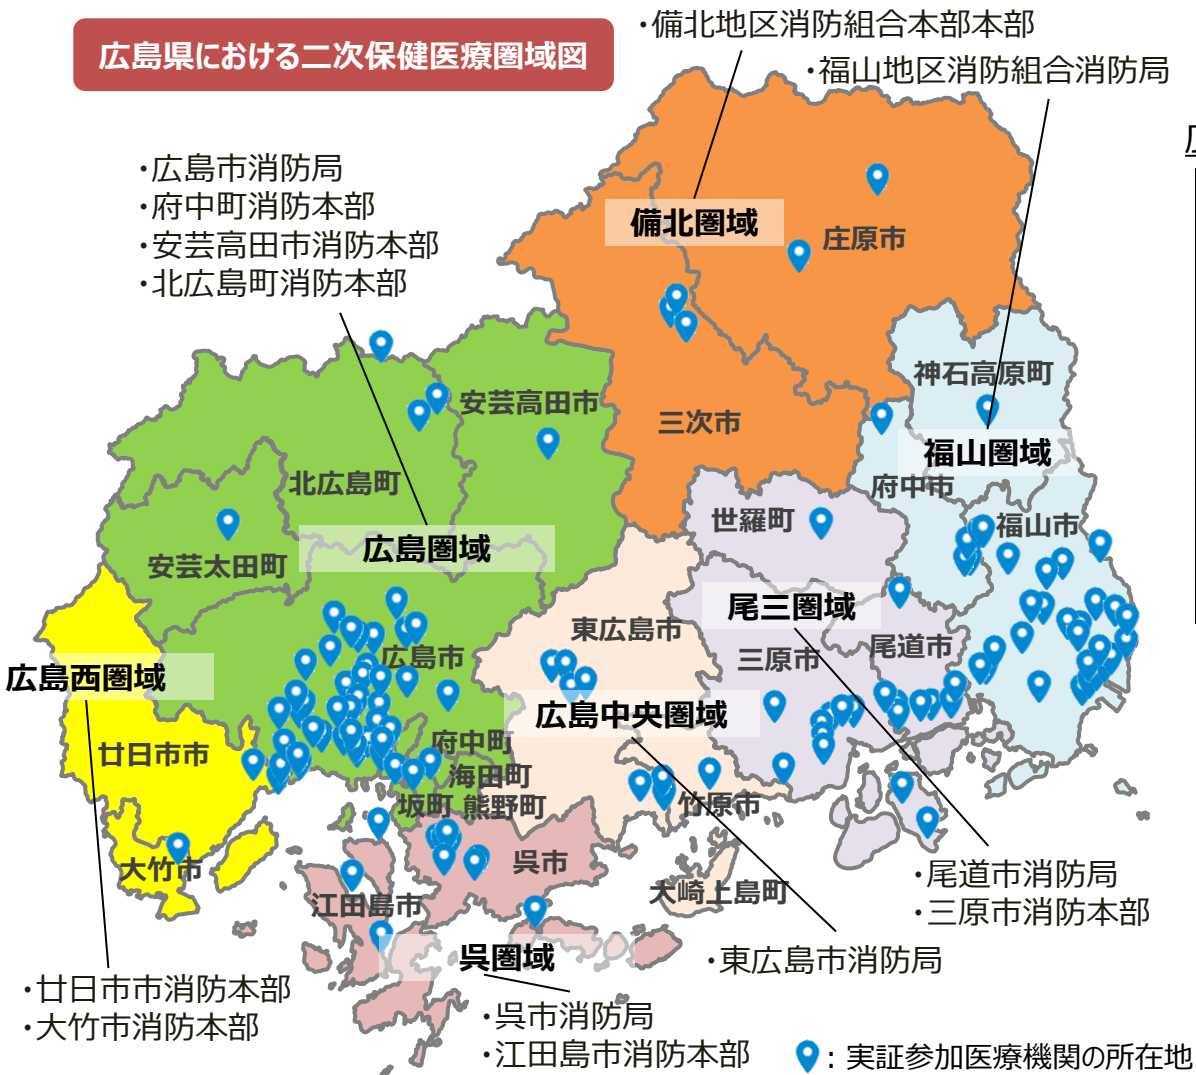 広島県における二次保健医療圏域図
・備北地区消防組合本部本部
・福山地区消防組合消防局
・広島市消防局
・府中町消防本部
・安芸高田市消防本部
・北広島町消防本部
備北圏域
庄原市
神石高原町
安芸高田市
三次市
福山圏域
北広島町
府中市
世羅町
福山市
広島圏域
安芸太田町
尾三圏域
東広島市
尾道市
広島市
三原市
広島西圏域
広島中央圏域
府中町
廿日市市
海田町
坂町
熊野町
竹原市
大竹市
呉市
大崎上島町
江田島市
・尾道市消防局
・三原市消防本部
呉圏域
・東広島市消防局
・廿日市市消防本部
・大竹市消防本部
・呉市消防局
・江田島市消防本部
：実証参加医療機関の所在地